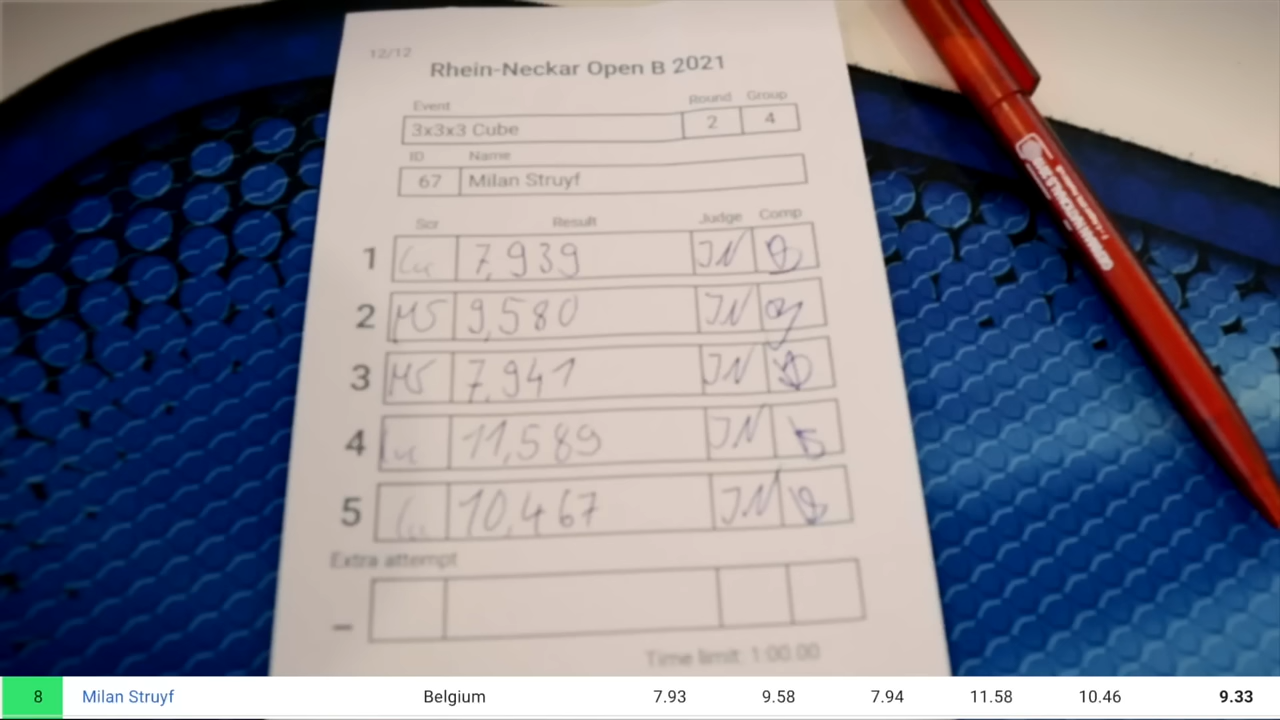 12/12
Rhein-Neckar Open B 2021
Event Round Group
3x3x3 Cube 2 4
ID Name
67 Milan Struyf
Scr Result Judge Comp
1 7,939 JN
2 MS 9,580 JN
3 MS 7,941 JN
4 11,589 JN
5 10,467 JN
Extra attempt
_
Time limit: 1:00.00
8 Milan Struyf Belgium 7.93 9.58 7.94 11.58 10.46 9.33